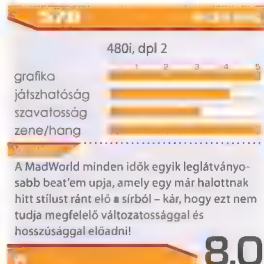 480i, dpl 2
1 2 3 4 5
grafika
játszhatóság
szavatosság
zene/hang
A MadWorld minden idők egyik leglátványo-
sabb beat'em upja, amely egy már halottnak
hitt stílust ránt elő a sírból – kár, hogy ezt nem
tudja megfelelő változatossággal és
hosszúsággal előadni!
8.0